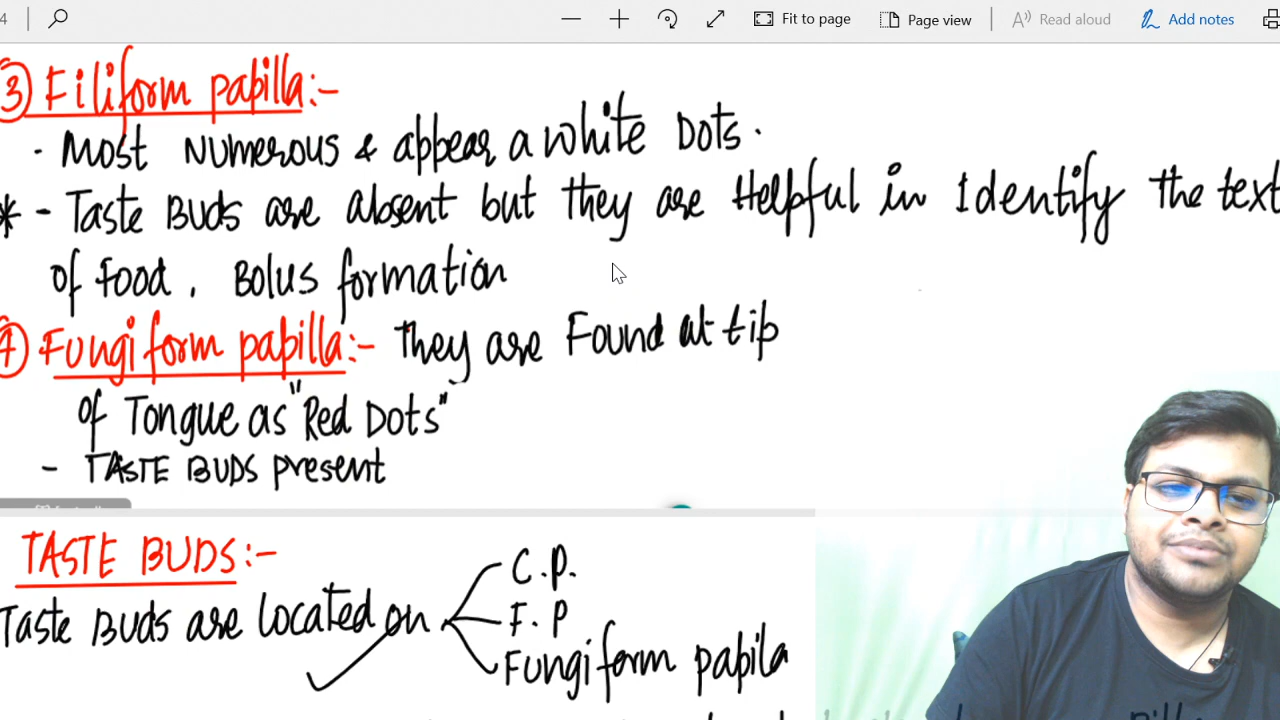 4 Fit to page Page view Read aloud Add notes
③ Filiform papilla:-
. Most Numerous & appear a white Dots.
* - Taste Buds are absent but they are Helpful in Identify the text
of food, Bolus formation
④ Fungiform papilla:- They are Found at tip
of Tongue as "Red Dots"
- TASTE BUDS present
TASTE BUDS:-
Taste Buds are located on
C.P.
F.P
Fungiform papila